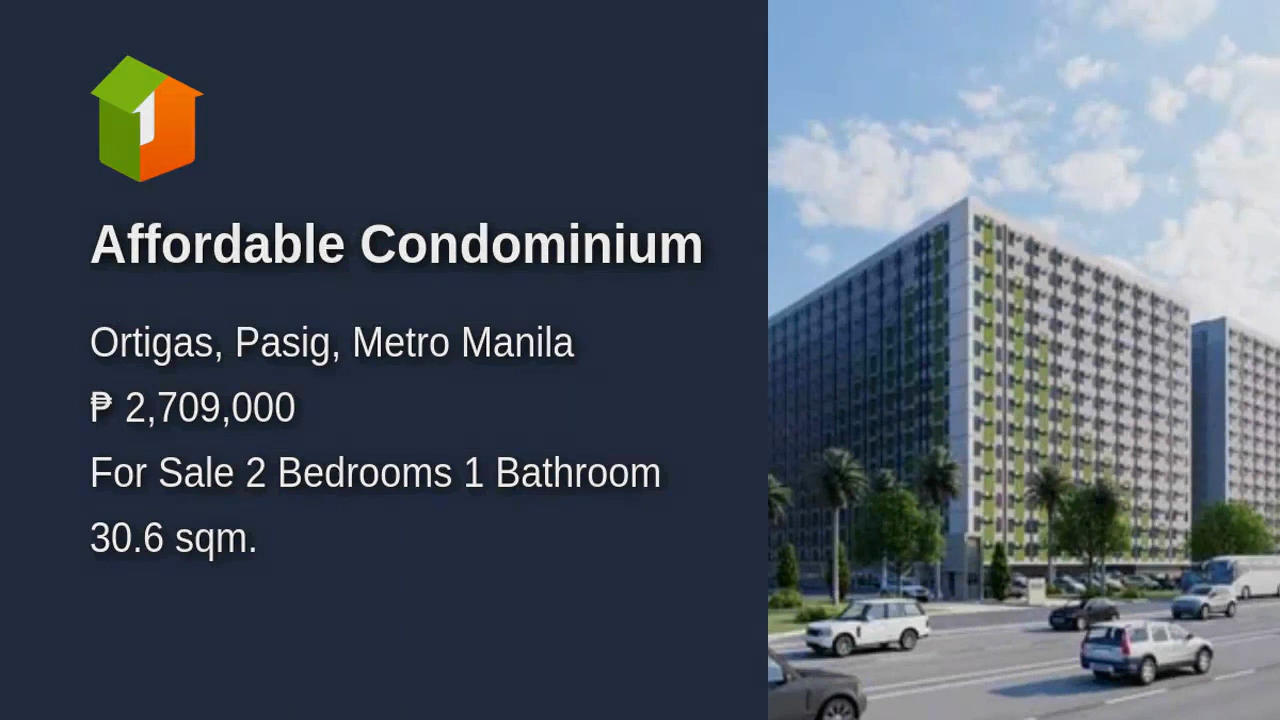 Affordable Condominium
Ortigas, Pasig, Metro Manila
₱ 2,709,000
For Sale 2 Bedrooms 1 Bathroom
30.6 sqm.